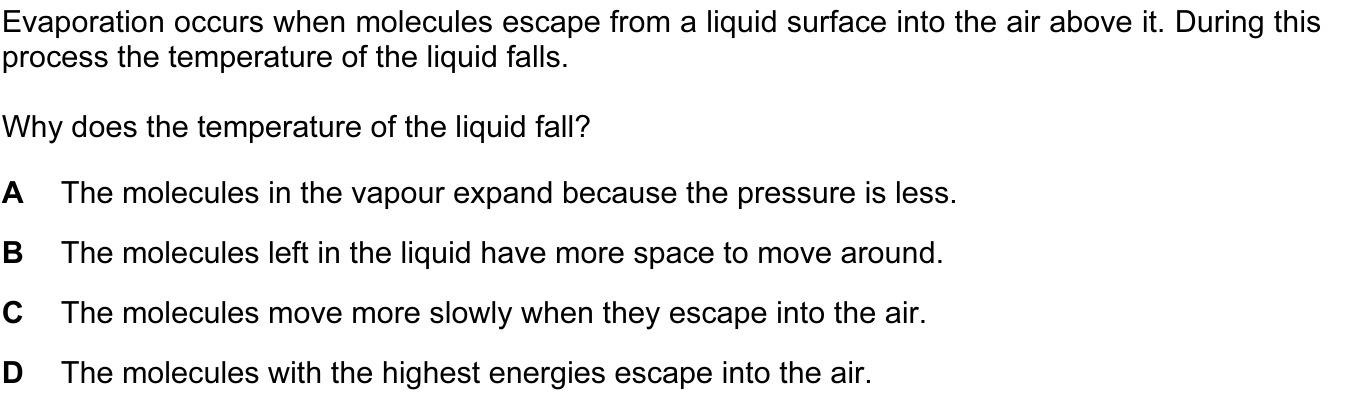 Evaporation occurs when molecules escape from a liquid surface into the air above it. During this
process the temperature of the liquid falls.
Why does the temperature of the liquid fall?
A The molecules in the vapour expand because the pressure is less.
B The molecules left in the liquid have more space to move around.
C The molecules move more slowly when they escape into the air.
D The molecules with the highest energies escape into the air.